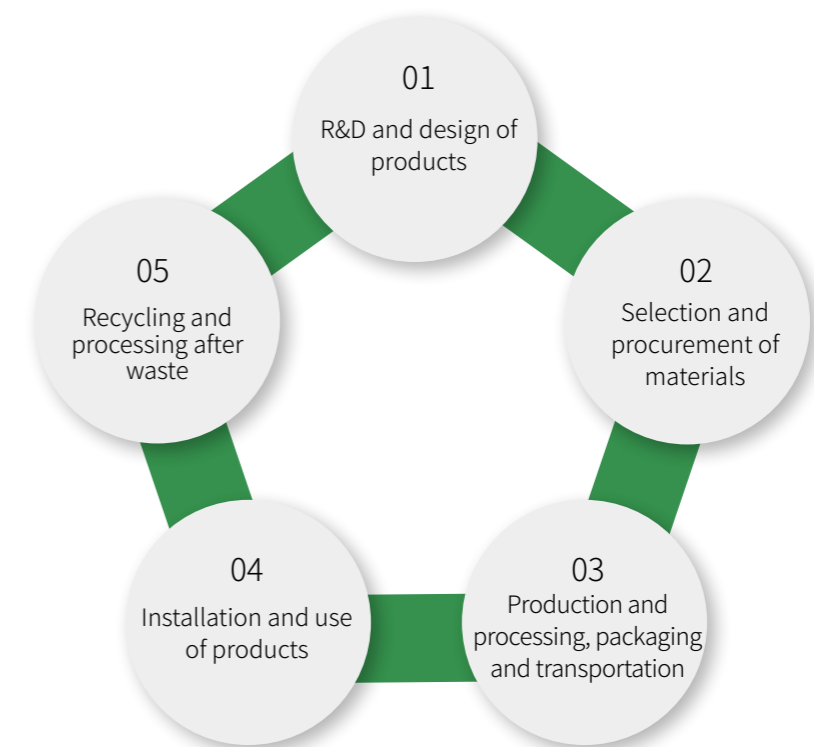 01
R&D and design of
products
02
Selection and
procurement of
materials
03
Production and
processing, packaging
and transportation
04
Installation and use
of products
05
Recycling and
processing after
waste